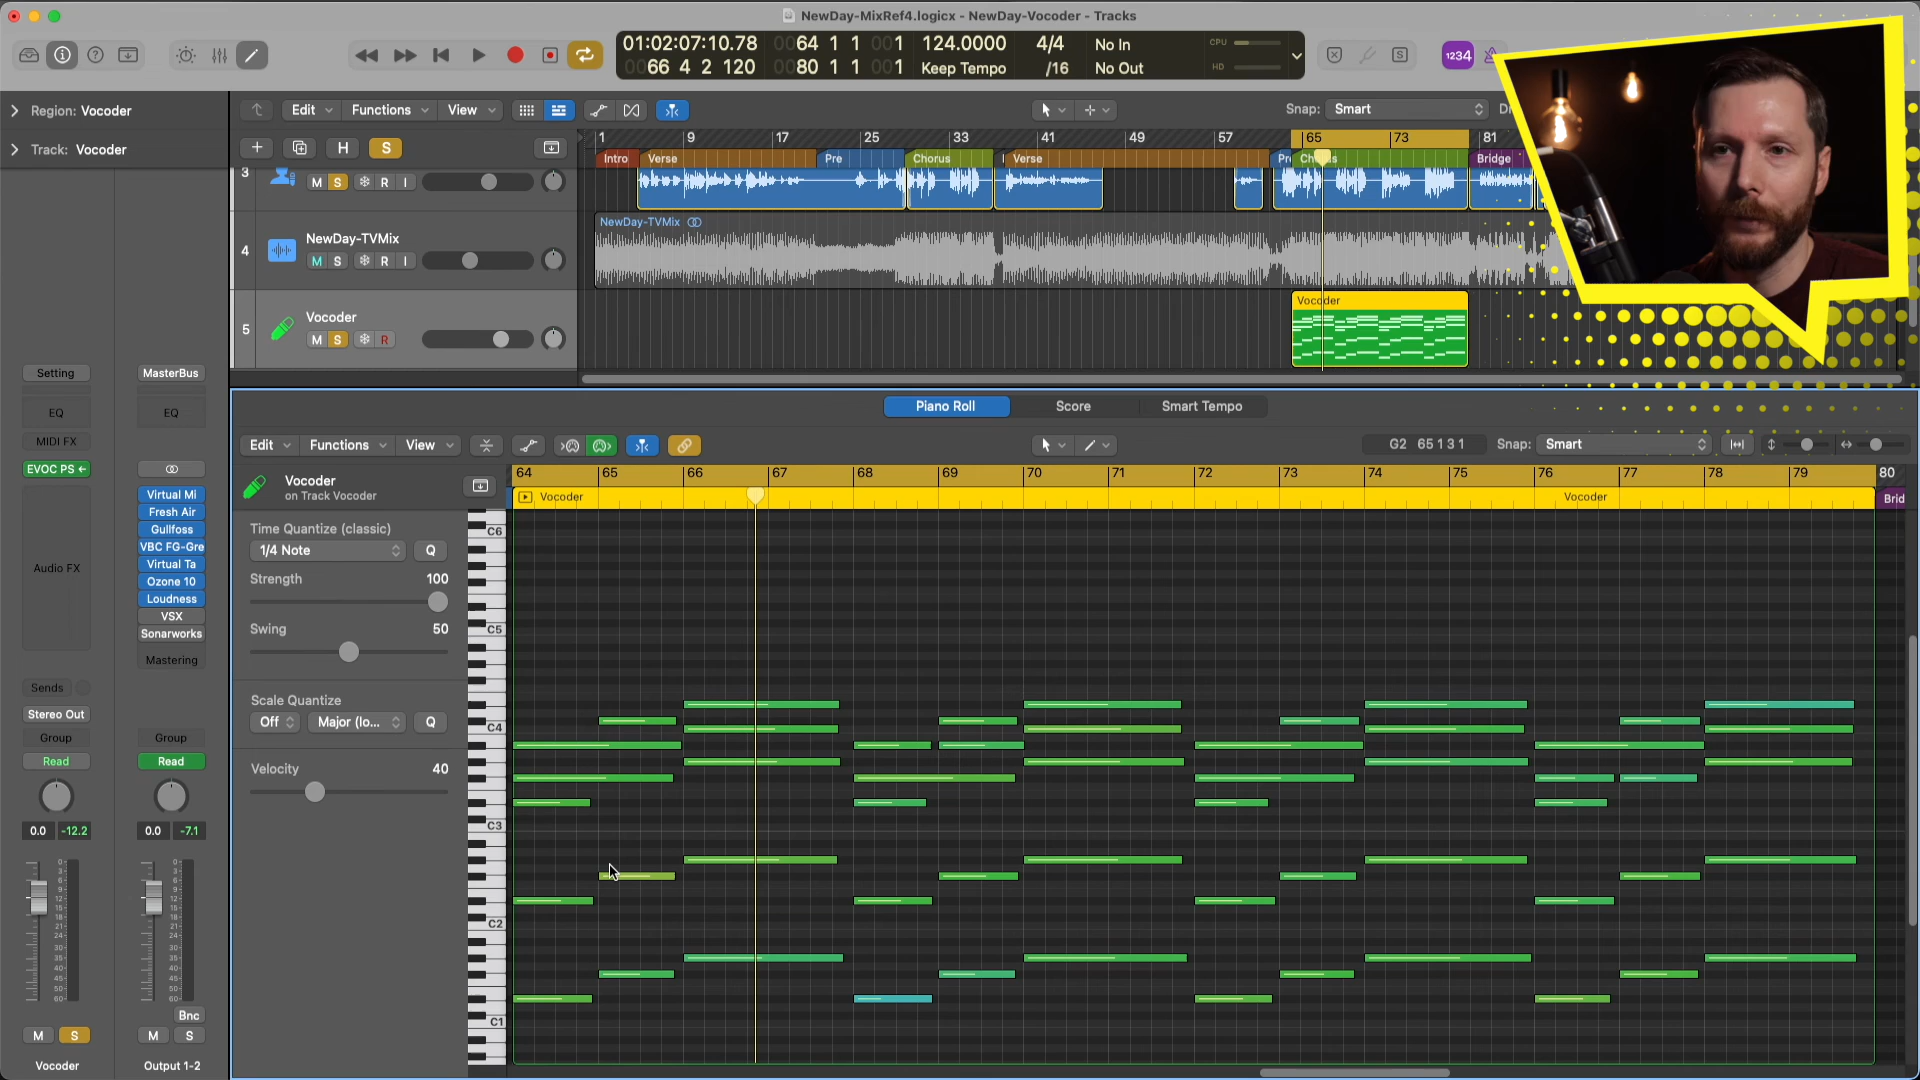 NewDay-MixRef4.logicx - NewDay-Vocoder - Tracks
01:02:07:10.78 0064 1 1 001 124.0000 4/4 No In CPU
0066 4 2 120 0080 1 1 001 Keep Tempo /16 No Out HD
1234
Region: Vocoder
Edit Functions View Snap: Smart
Track: Vocoder
H S
1 9 17 25 33 41 49 57 65 73 81
Intro Verse Pre Chorus Verse Bridge
3 M S R I
NewDay-TVMix
4 NewDay-TVMix
M S R I
5 Vocoder
M S R
Vocoder
Piano Roll Score Smart Tempo
Edit Functions View G2 65 1 3 1 Snap: Smart
64 65 66 67 68 69 70 71 72 73 74 75 76 77 78 79 80
Vocoder
on Track Vocoder
Vocoder Vocoder Brid
Time Quantize (classic)
1/4 Note Q
Strength 100
Swing 50
Scale Quantize
Off Major (lo... Q
Velocity 40
C6
C5
C4
C3
C2
C1
Setting MasterBus
EQ EQ
MIDI FX
EVOC PS
Virtual Mi
Fresh Air
Gullfoss
VBC FG-Gre
Audio FX Virtual Ta
Ozone 10
Loudness
VSX
Sonarworks
Mastering
Sends
Stereo Out
Group Group
Read Read
0.0 -12.2 0.0 -7.1
Bnc
M S M S
Vocoder Output 1-2